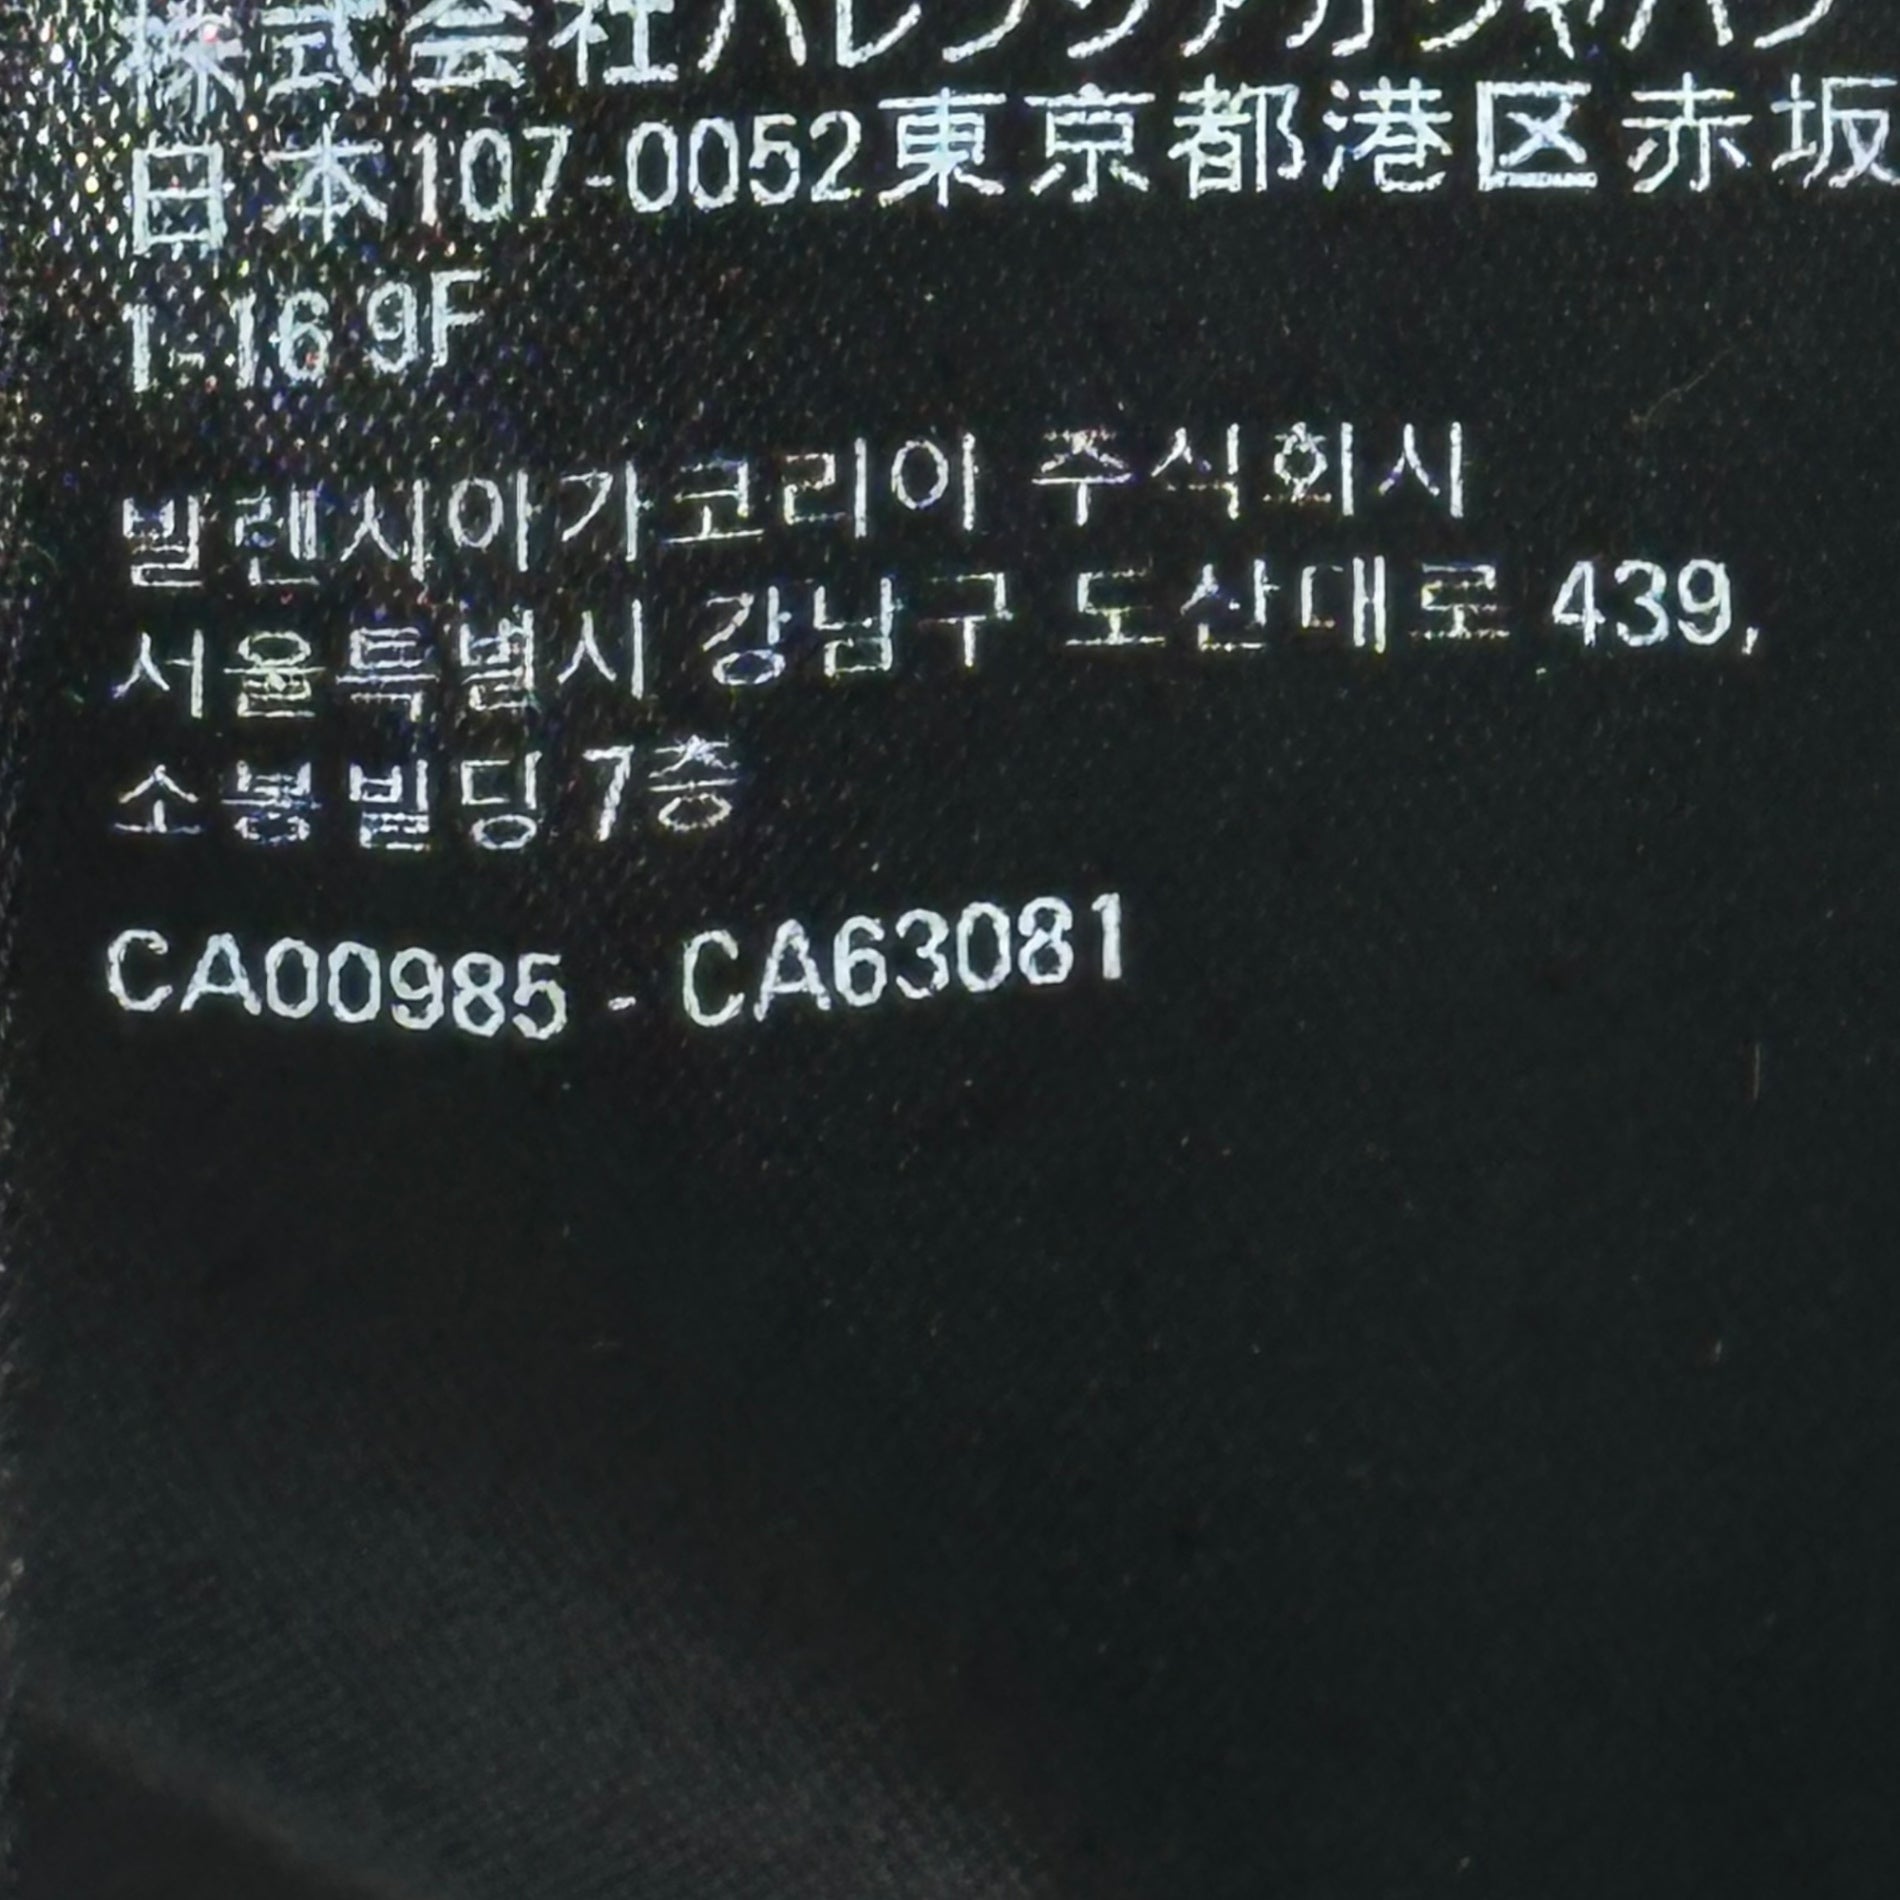 株式会社バレンシアガジャパン
日本107-0052東京都港区赤坂
1-16 9F
발렌시아가코리아 주식회사
서울특별시 강남구 도산대로 439,
소봉빌딩 7층
CA00985 - CA63081